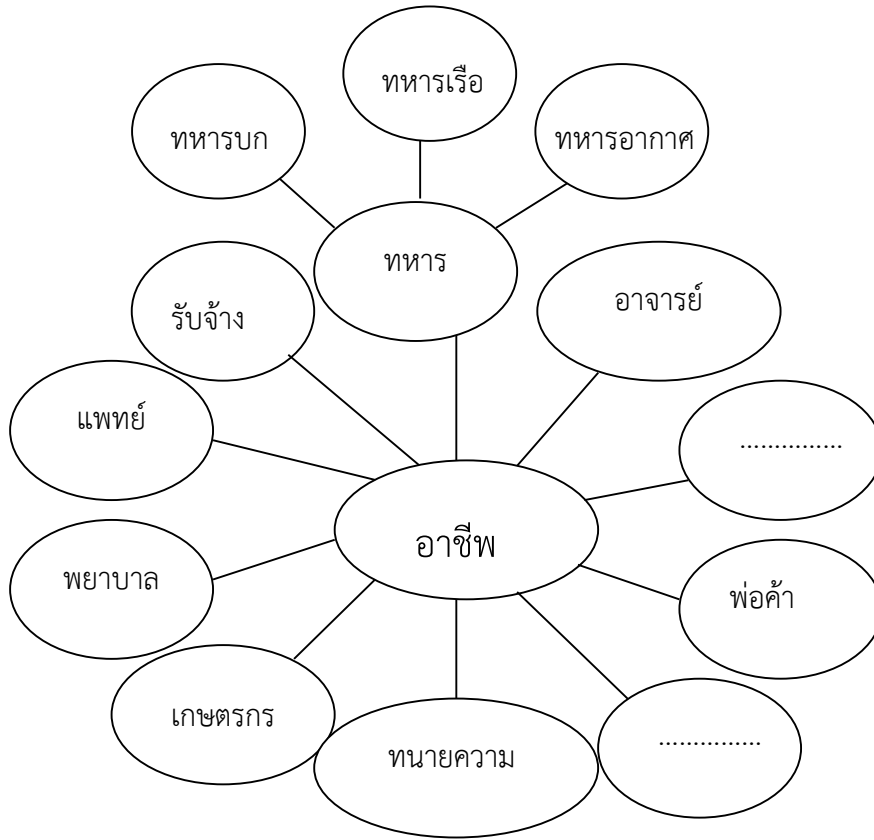 ทหารเรือ
ทหารบก
ทหารอากาศ
ทหาร
อาจารย์
รับจ้าง
แพทย์
...............
อาชีพ
พยาบาล
พ่อค้า
เกษตรกร
ทนายความ
...............